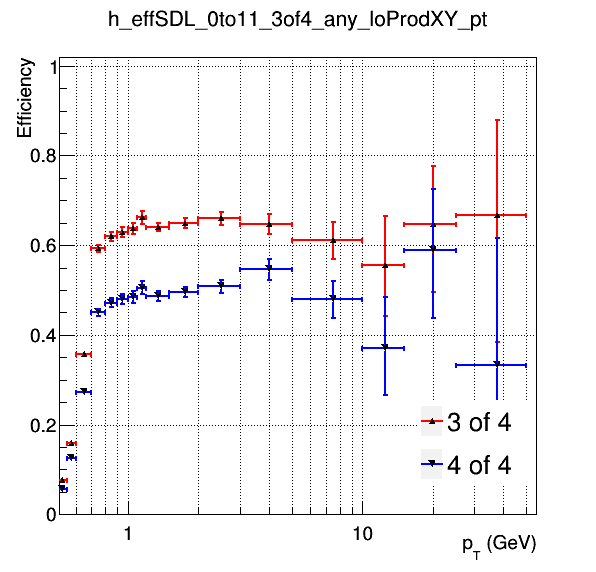 h_effSDL_0to11_3of4_any_loProdXY_pt
Efficiency
1
0.8
0.6
0.4
0.2
0
3 of 4
4 of 4
1
10
p_T (GeV)